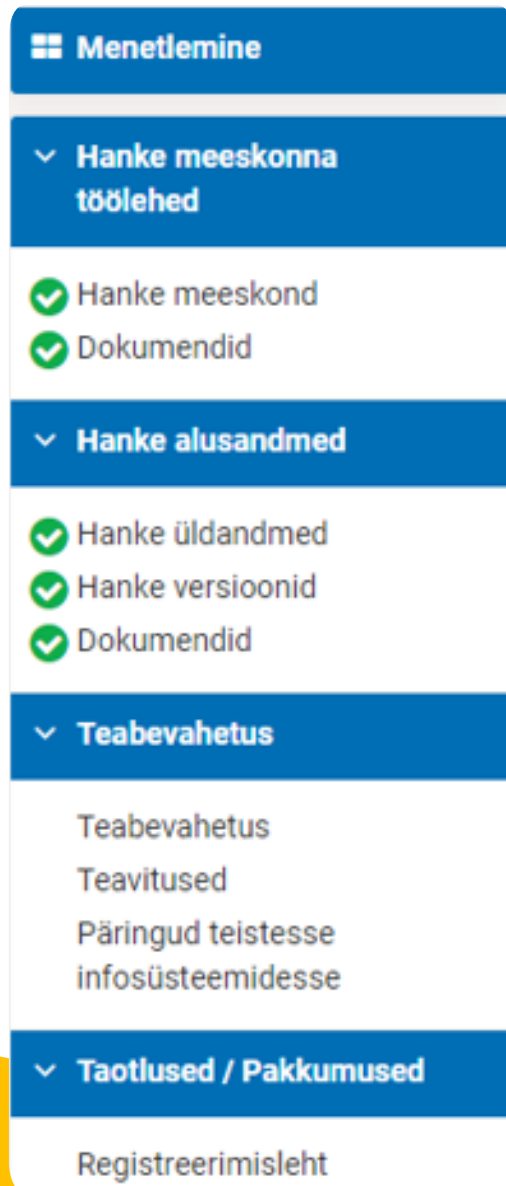 Menetlemine
Hanke meeskonna
töölehed
Hanke meeskond
Dokumendid
Hanke alusandmed
Hanke üldandmed
Hanke versioonid
Dokumendid
Teabevahetus
Teabevahetus
Teavitused
Päringud teistesse
infosüsteemidesse
Taotlused / Pakkumused
Registreerimisleht